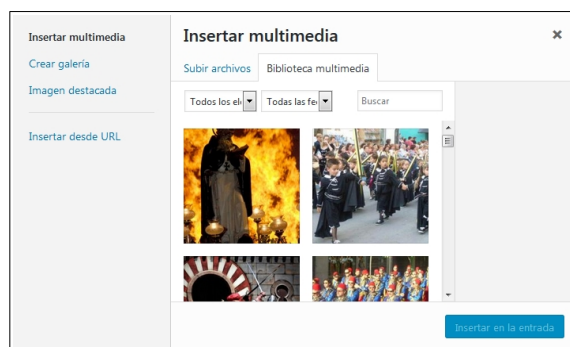 Insertar multimedia
Crear galería
Imagen destacada
Insertar desde URL
Insertar multimedia
Subir archivos
Biblioteca multimedia
Todos los ele
Todas las fe
Buscar
Insertar en la entrada